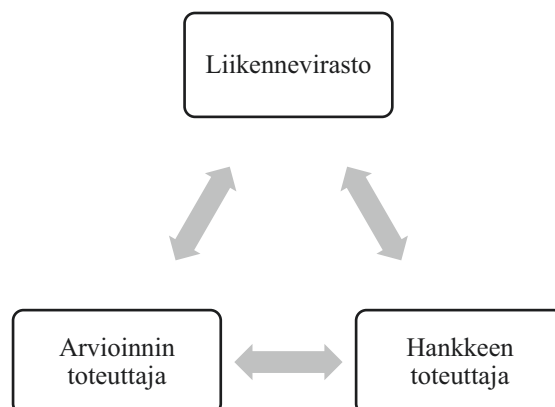 Liikennevirasto
Arvioinnin
toteuttaja
Hankkeen
toteuttaja